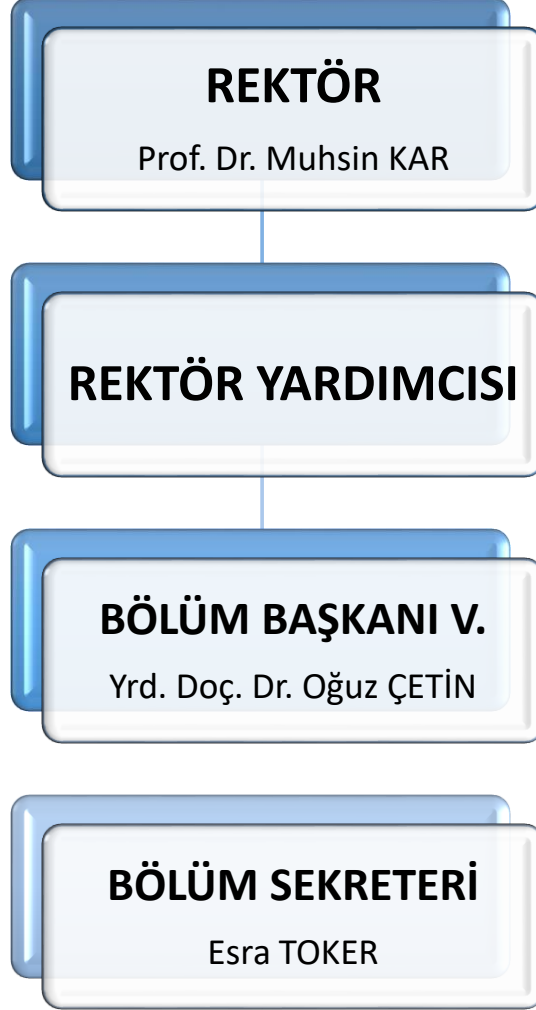 REKTÖR
Prof. Dr. Muhsin KAR
REKTÖR YARDIMCISI
BÖLÜM BAŞKANI V.
Yrd. Doç. Dr. Oğuz ÇETİN
BÖLÜM SEKRETERİ
Esra TOKER